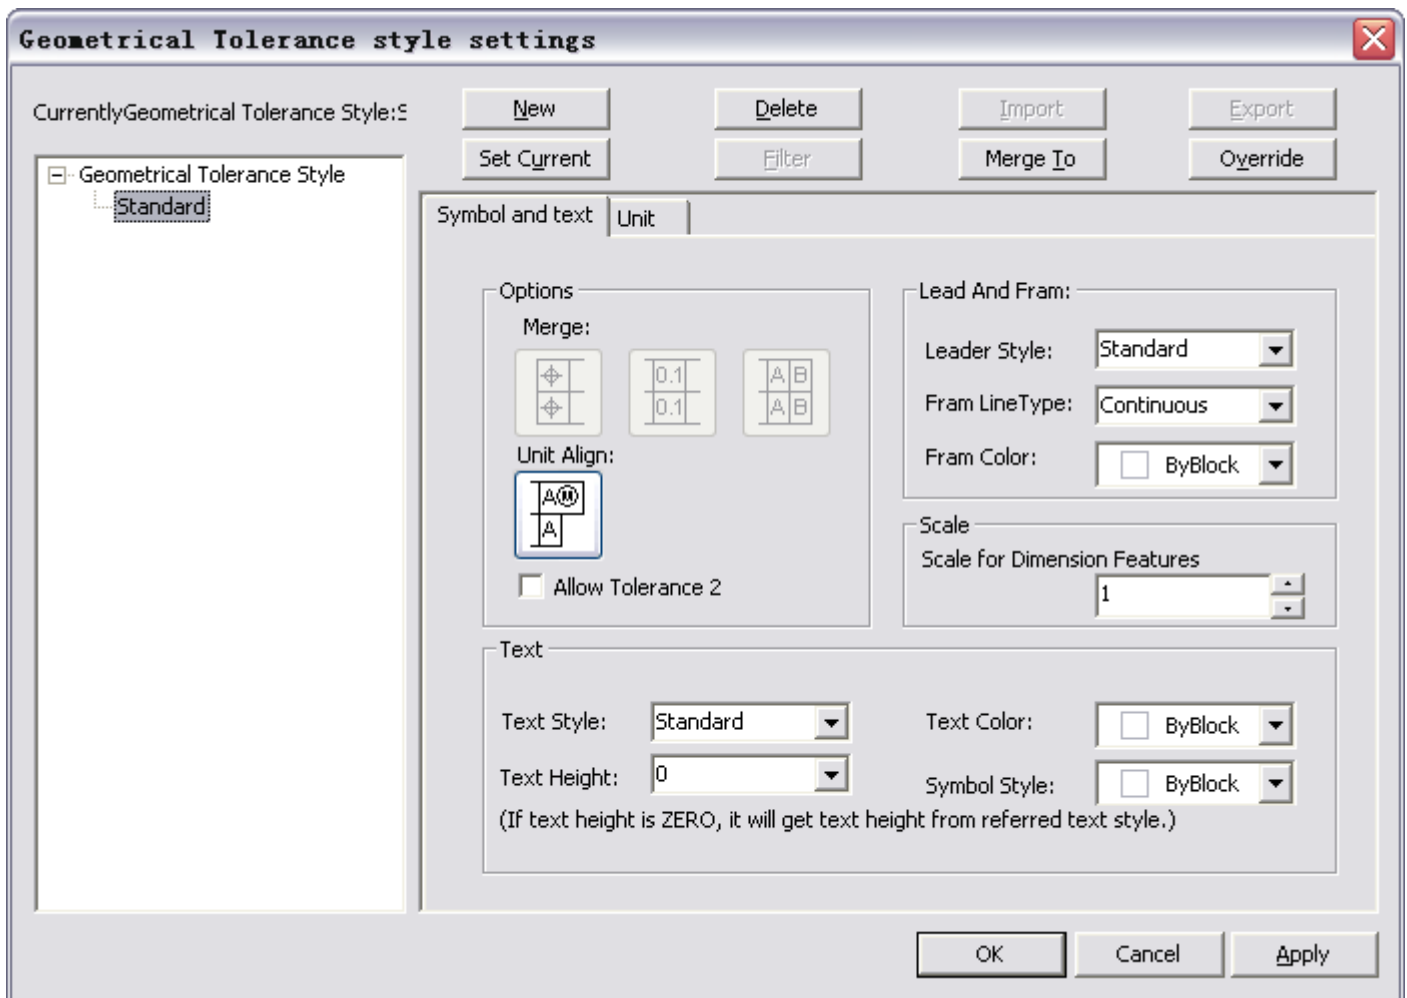 Geometrical Tolerance style settings
CurrentlyGeometrical Tolerance Style:S
New
Delete
Import
Export
Set Current
Filter
Merge To
Override
Geometrical Tolerance Style
Standard
Symbol and text
Unit
Options
Merge:
0.1
0.1
A B
A B
Unit Align:
A Ⓜ
A
Allow Tolerance 2
Lead And Fram:
Leader Style:
Standard
Fram LineType:
Continuous
Fram Color:
ByBlock
Scale
Scale for Dimension Features
1
Text
Text Style:
Standard
Text Color:
ByBlock
Text Height:
0
Symbol Style:
ByBlock
(If text height is ZERO, it will get text height from referred text style.)
OK
Cancel
Apply